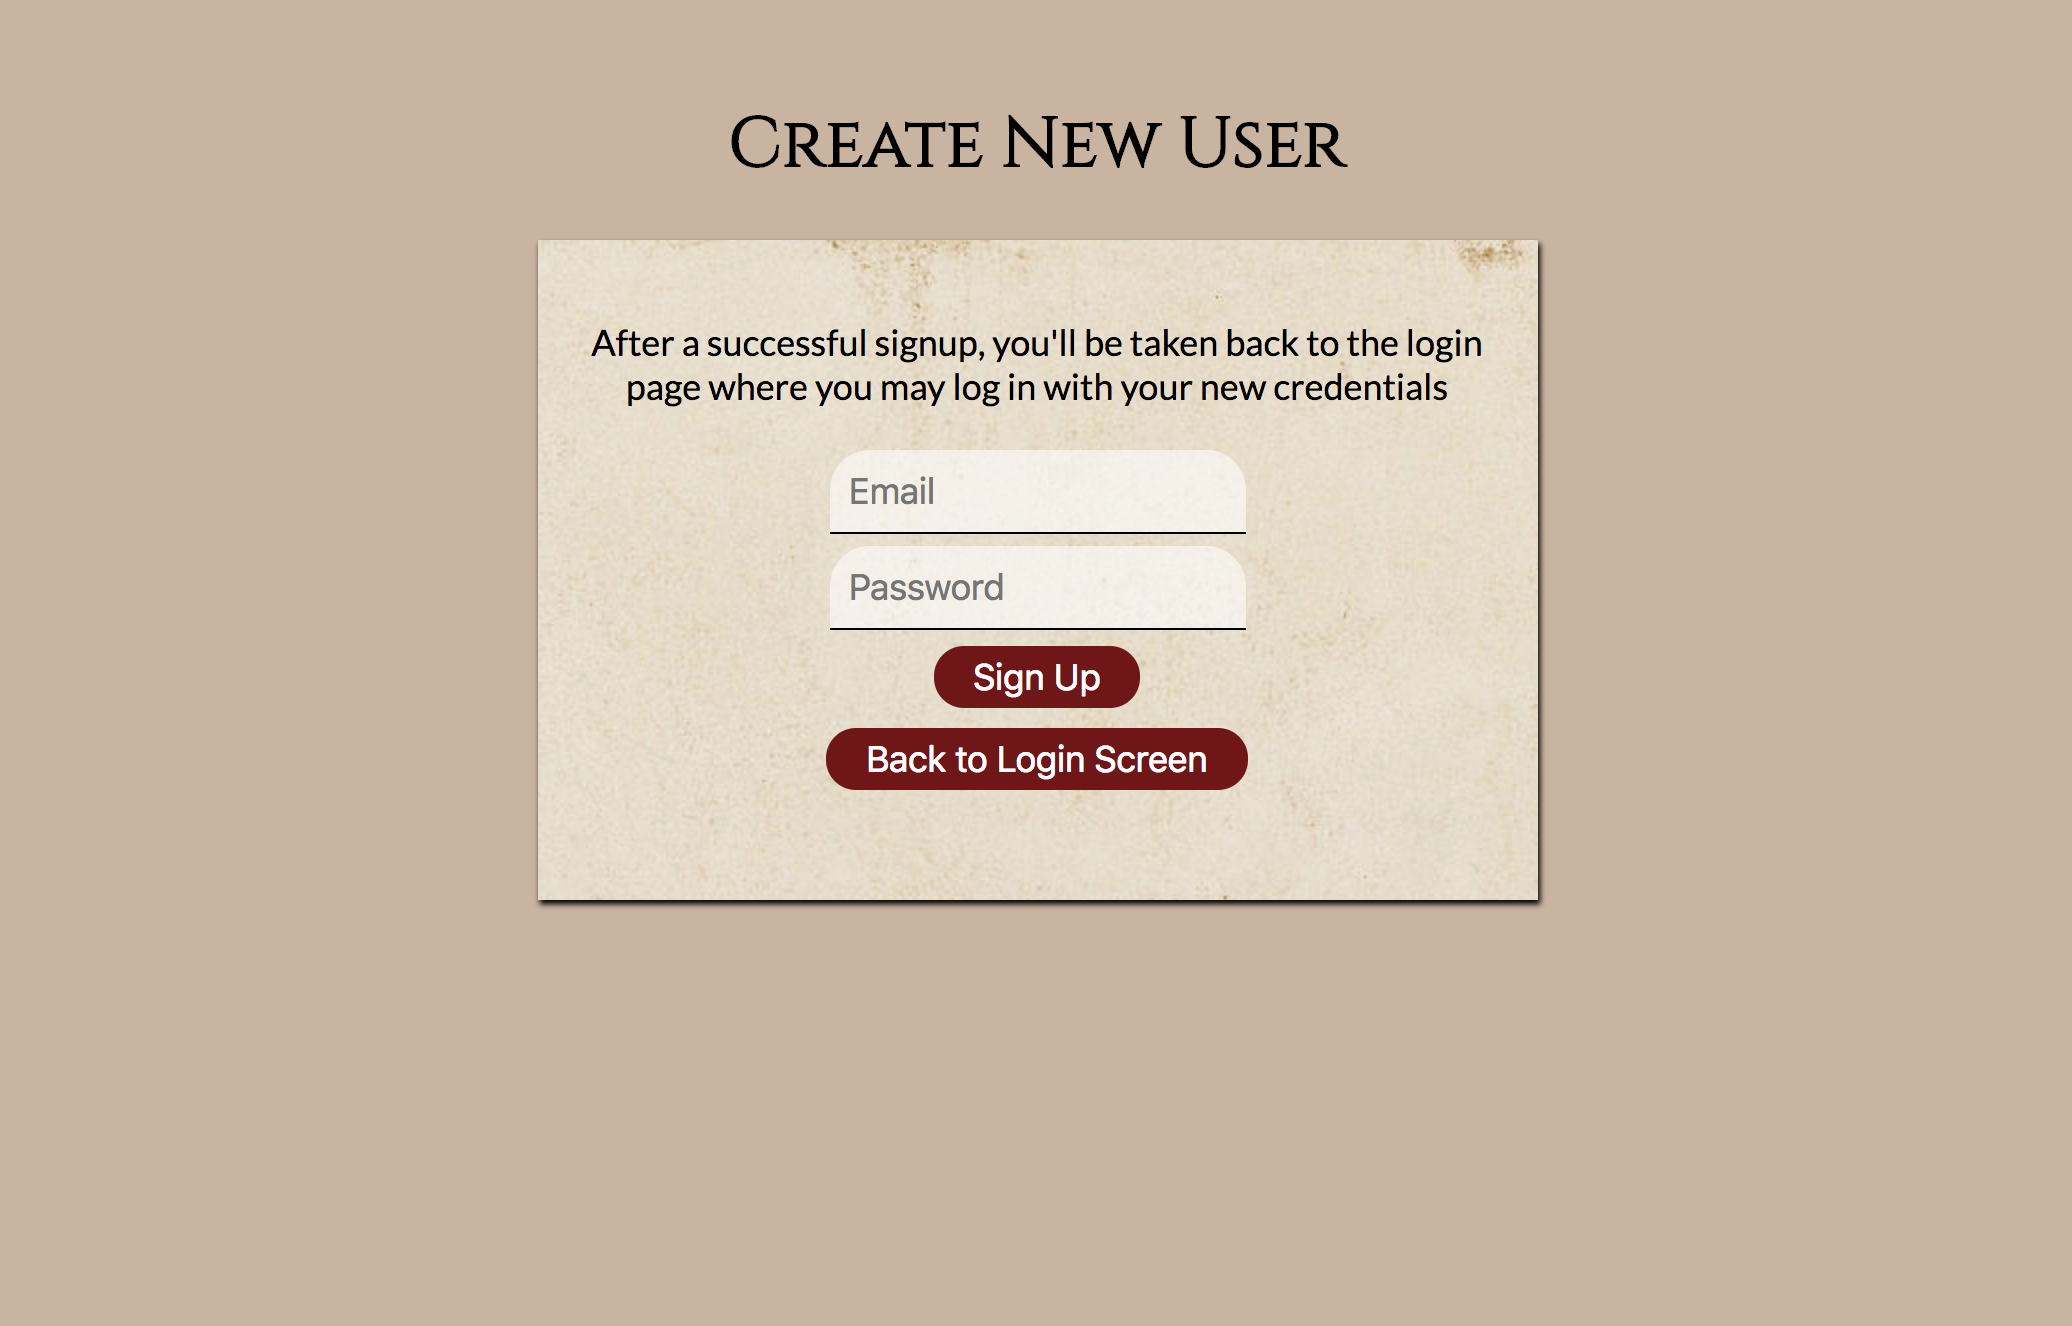 Create New User
After a successful signup, you'll be taken back to the login
page where you may log in with your new credentials
Email
Password
Sign Up
Back to Login Screen